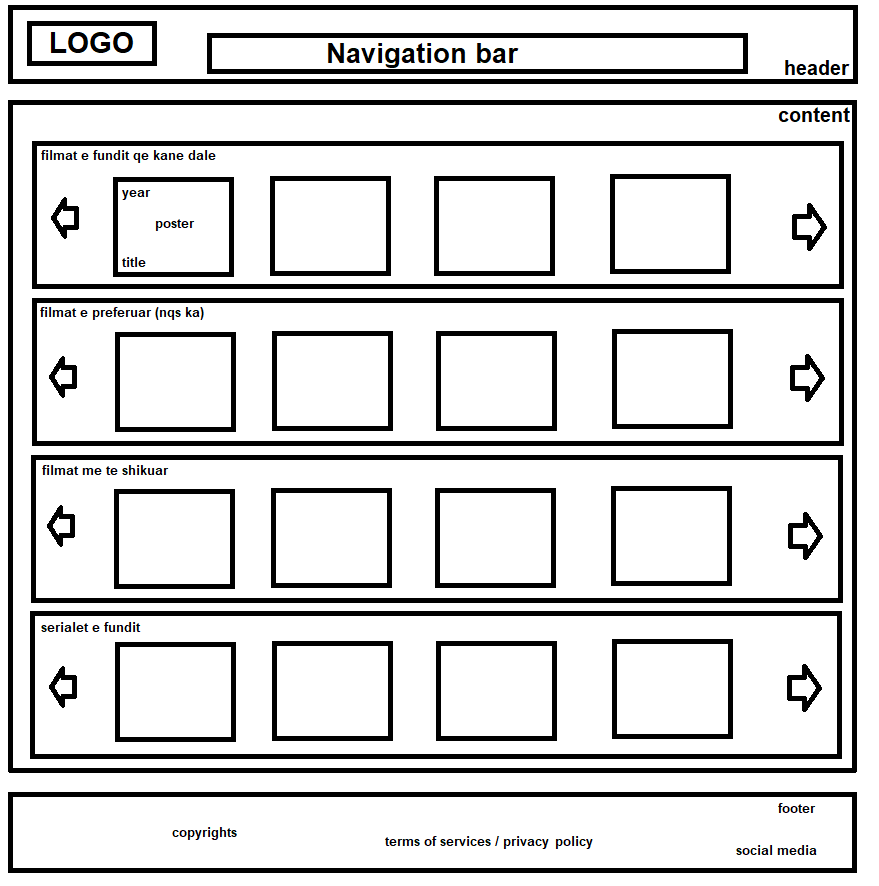 LOGO
Navigation bar
header
content
filmat e fundit qe kane dale
year
poster
title
filmat e preferuar (nqs ka)
filmat me te shikuar
serialet e fundit
footer
copyrights
terms of services / privacy policy
social media